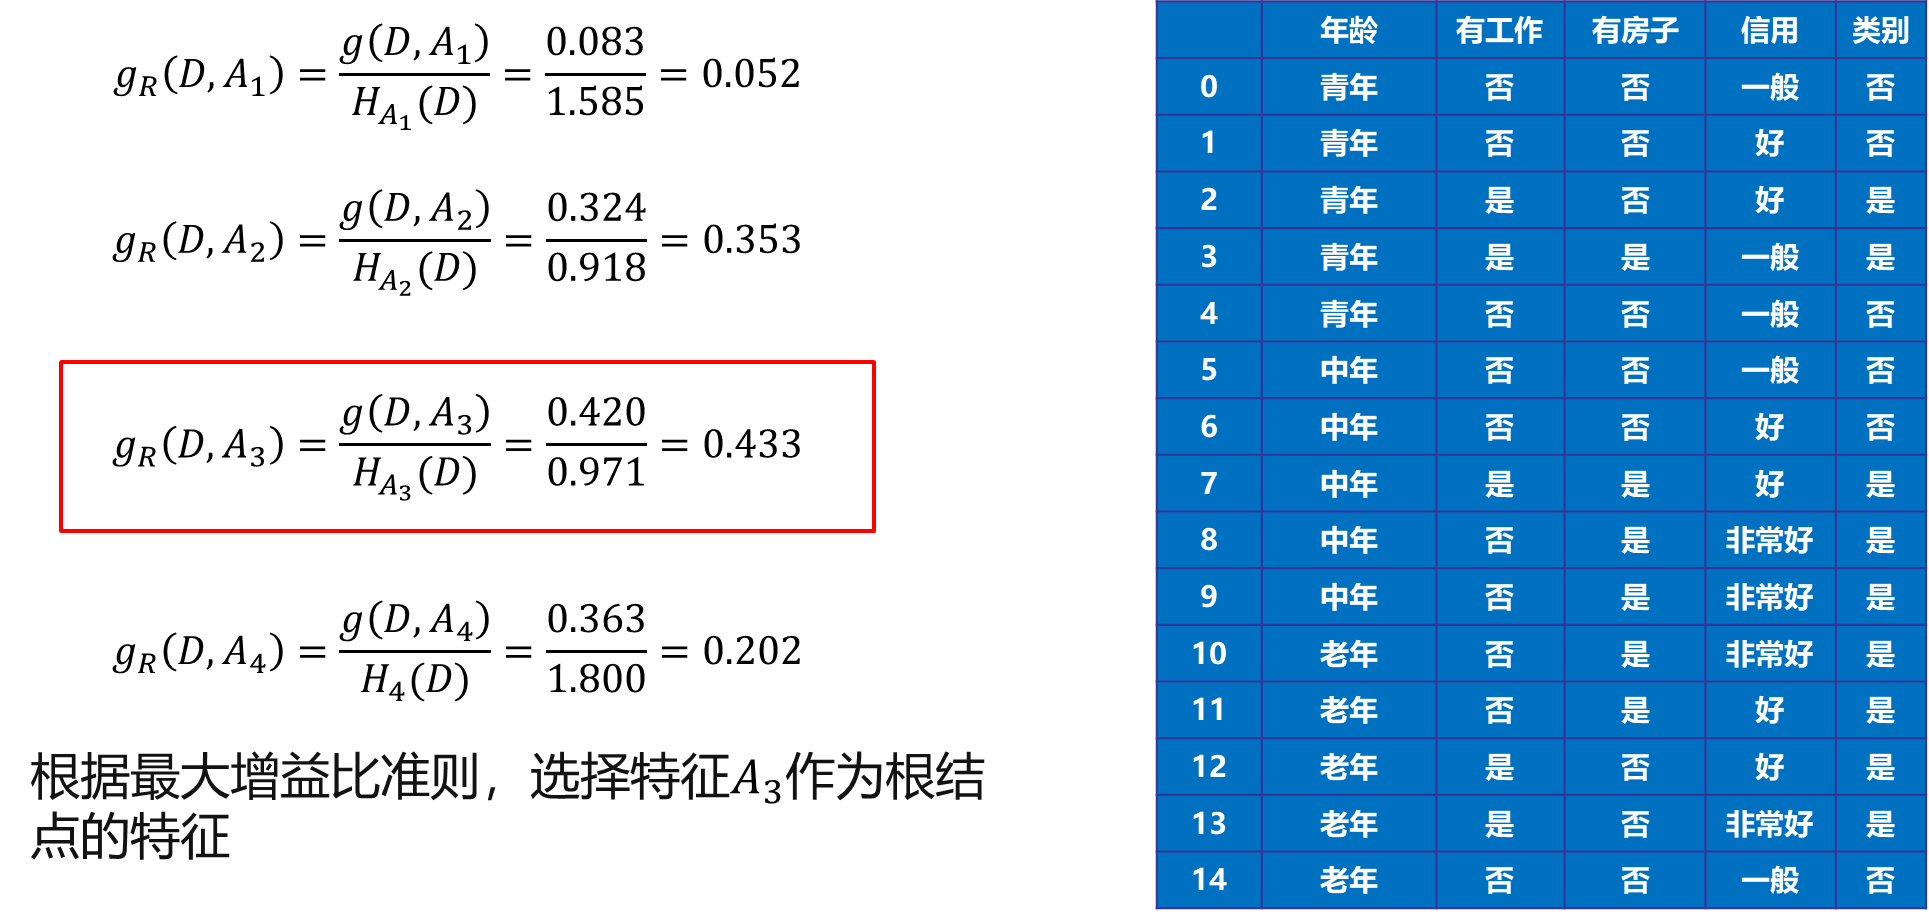 g_R(D, A_1) = g(D, A_1) / H_{A_1}(D) = 0.083 / 1.585 = 0.052
g_R(D, A_2) = g(D, A_2) / H_{A_2}(D) = 0.324 / 0.918 = 0.353
g_R(D, A_3) = g(D, A_3) / H_{A_3}(D) = 0.420 / 0.971 = 0.433
g_R(D, A_4) = g(D, A_4) / H_4(D) = 0.363 / 1.800 = 0.202
根据最大增益比准则，选择特征A_3作为根结
点的特征
年龄 有工作 有房子 信用 类别
0 青年 否 否 一般 否
1 青年 否 否 好 否
2 青年 是 否 好 是
3 青年 是 是 一般 是
4 青年 否 否 一般 否
5 中年 否 否 一般 否
6 中年 否 否 好 否
7 中年 是 是 好 是
8 中年 否 是 非常好 是
9 中年 否 是 非常好 是
10 老年 否 是 非常好 是
11 老年 否 是 好 是
12 老年 是 否 好 是
13 老年 是 否 非常好 是
14 老年 否 否 一般 否